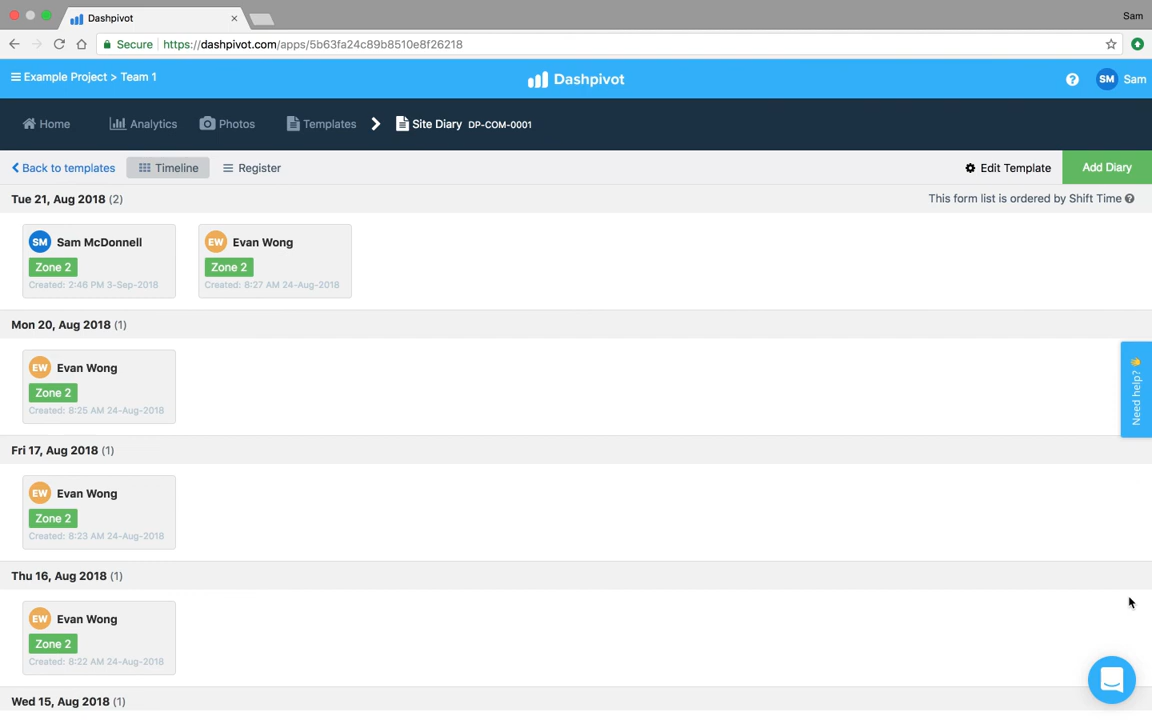 Dashpivot
Sam
Secure https://dashpivot.com/apps/5b63fa24c89b8510e8f26218
Example Project > Team 1
Dashpivot
? SM Sam
Home Analytics Photos Templates Site Diary DP-COM-0001
Back to templates Timeline Register Edit Template Add Diary
Tue 21, Aug 2018 (2) This form list is ordered by Shift Time ?
SM Sam McDonnell
Zone 2
Created: 2:46 PM 3-Sep-2018
EW Evan Wong
Zone 2
Created: 8:27 AM 24-Aug-2018
Mon 20, Aug 2018 (1)
EW Evan Wong
Zone 2
Created: 8:25 AM 24-Aug-2018
Need help?
Fri 17, Aug 2018 (1)
EW Evan Wong
Zone 2
Created: 8:23 AM 24-Aug-2018
Thu 16, Aug 2018 (1)
EW Evan Wong
Zone 2
Created: 8:22 AM 24-Aug-2018
Wed 15, Aug 2018 (1)